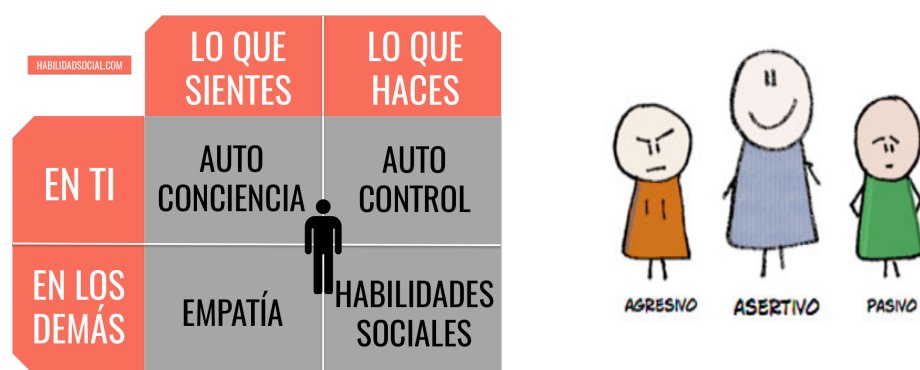 HABILIDADSOCIAL.COM
LO QUE
SIENTES
LO QUE
HACES
EN TI
AUTO
CONCIENCIA
AUTO
CONTROL
EN LOS
DEMÁS
EMPATÍA
HABILIDADES
SOCIALES
AGRESIVO
ASERTIVO
PASIVO